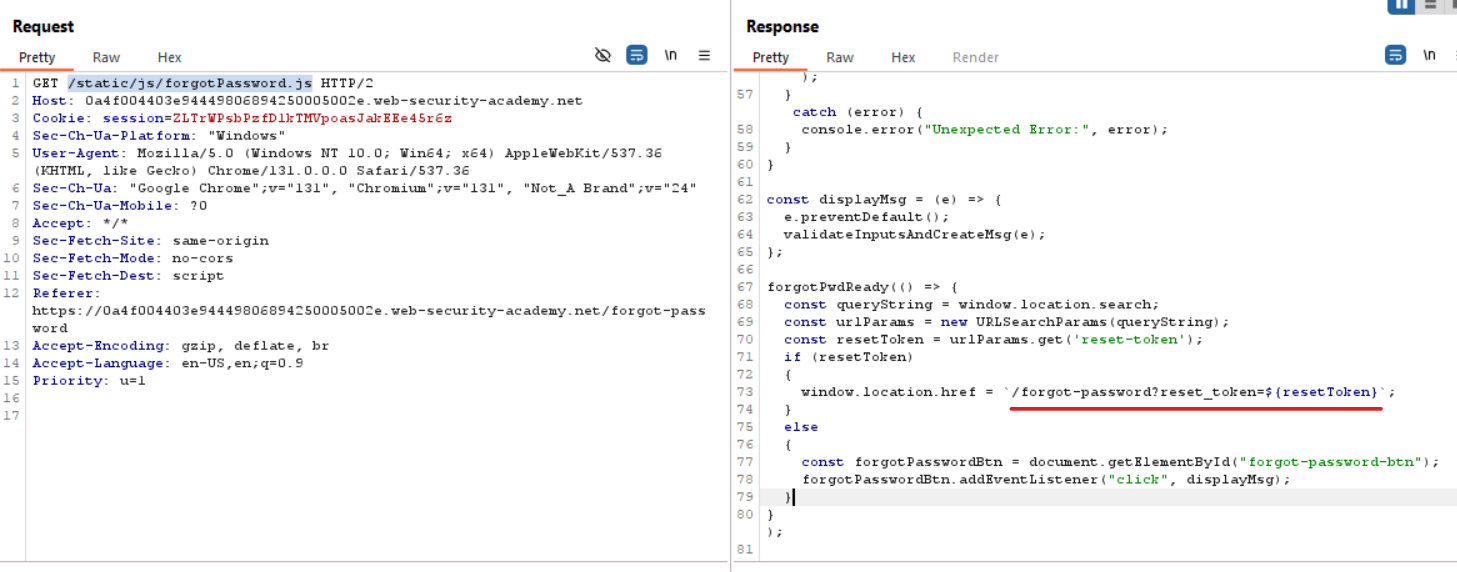 Request
Pretty Raw Hex
\n
1 GET /static/js/forgotPassword.js HTTP/2
2 Host: 0a4f004403e94449806894250005002e.web-security-academy.net
3 Cookie: session=ZLTrWPsbPzfDlkTMVpoasJakEEe45r6z
4 Sec-Ch-Ua-Platform: "Windows"
5 User-Agent: Mozilla/5.0 (Windows NT 10.0; Win64; x64) AppleWebKit/537.36
(KHTML, like Gecko) Chrome/131.0.0.0 Safari/537.36
6 Sec-Ch-Ua: "Google Chrome";v="131", "Chromium";v="131", "Not_A Brand";v="24"
7 Sec-Ch-Ua-Mobile: ?0
8 Accept: */*
9 Sec-Fetch-Site: same-origin
10 Sec-Fetch-Mode: no-cors
11 Sec-Fetch-Dest: script
12 Referer:
https://0a4f004403e94449806894250005002e.web-security-academy.net/forgot-pass
word
13 Accept-Encoding: gzip, deflate, br
14 Accept-Language: en-US,en;q=0.9
15 Priority: u=1
16
17
Response
Pretty Raw Hex Render
\n
);
57 }
catch (error) {
58 console.error("Unexpected Error:", error);
59 }
60 }
61
62 const displayMsg = (e) => {
63 e.preventDefault();
64 validateInputsAndCreateMsg(e);
65 };
66
67 forgotPwdReady(() => {
68 const queryString = window.location.search;
69 const urlParams = new URLSearchParams(queryString);
70 const resetToken = urlParams.get('reset-token');
71 if (resetToken)
72 {
73 window.location.href = `/forgot-password?reset_token=${resetToken}`;
74 }
75 else
76 {
77 const forgotPasswordBtn = document.getElementById("forgot-password-btn");
78 forgotPasswordBtn.addEventListener("click", displayMsg);
79 }
80 }
);
81